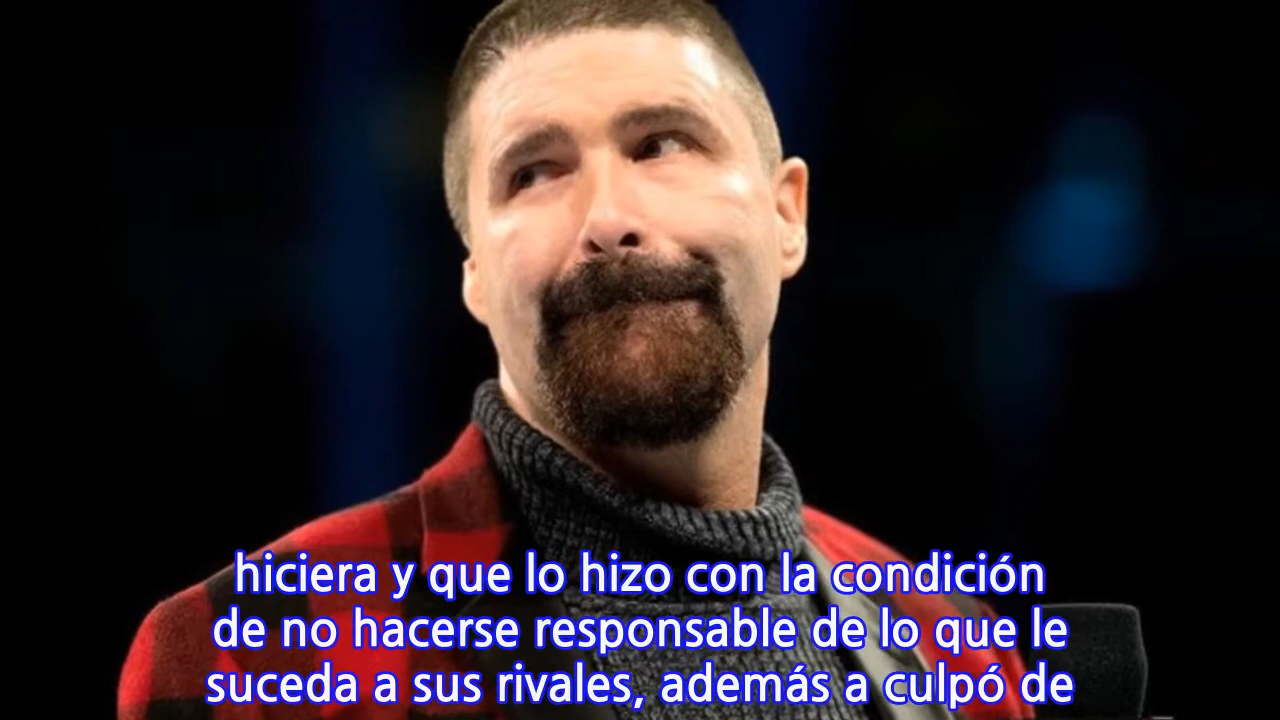 hiciera y que lo hizo con la condición
de no hacerse responsable de lo que le
suceda a sus rivales, además a culpó de